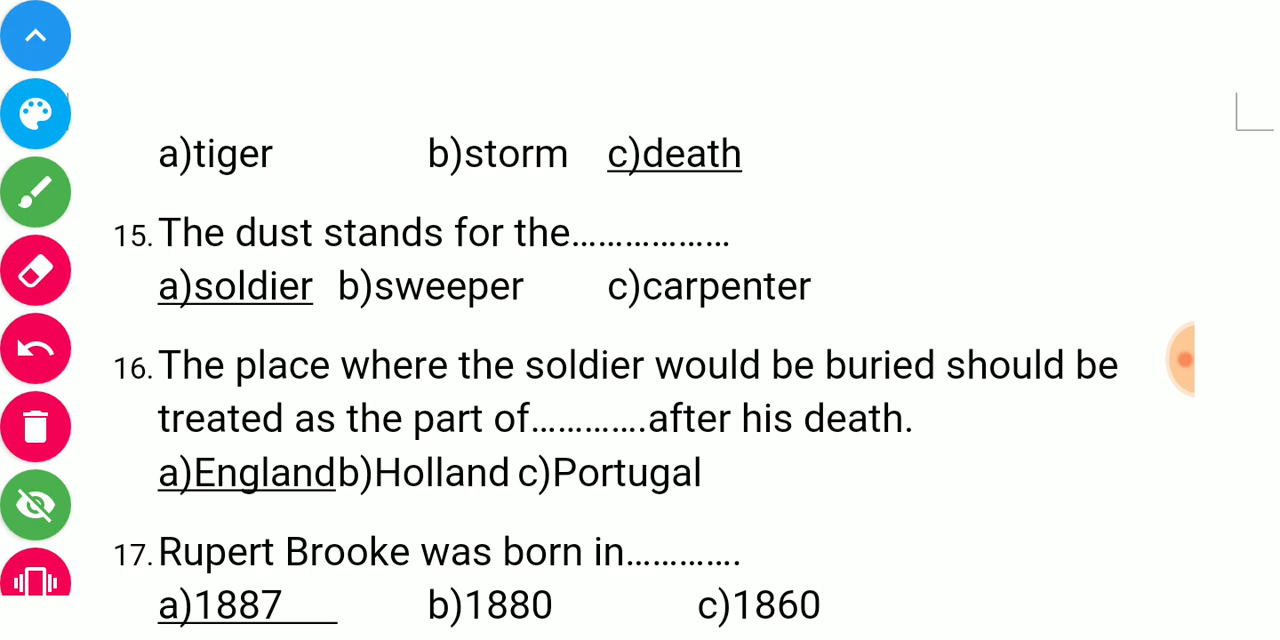 a)tiger b)storm c)death
15. The dust stands for the..................
a)soldier b)sweeper c)carpenter
16. The place where the soldier would be buried should be
treated as the part of.............after his death.
a)Englandb)Holland c)Portugal
17. Rupert Brooke was born in.............
a)1887 b)1880 c)1860